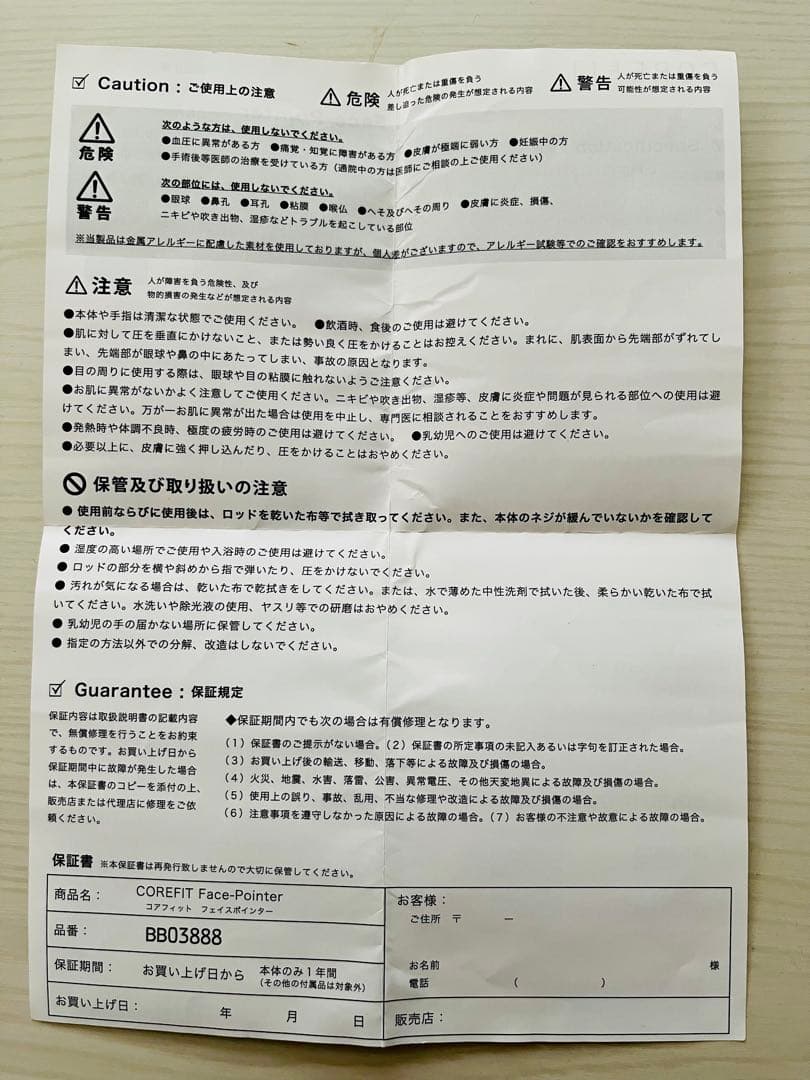 Caution : ご使用上の注意
危険 人が死亡または重傷を負う
差し迫った危険の発生が想定される内容
警告 人が死亡または重傷を負う
可能性が想定される内容
危険
次のような方は、使用しないでください。
●血圧に異常がある方 ●痛覚・知覚に障害がある方 ●皮膚が極端に弱い方 ●妊娠中の方
●手術後等医師の治療を受けている方（通院中の方は医師にご相談の上ご使用ください）
警告
次の部位には、使用しないでください。
●眼球 ●鼻孔 ●耳孔 ●粘膜 ●喉仏 ●へそ及びへその周り ●皮膚に炎症、損傷、
ニキビや吹き出物、湿疹などトラブルを起こしている部位
※当製品は金属アレルギーに配慮した素材を使用しておりますが、個人差がございますので、アレルギー試験等でのご確認をおすすめします。
注意 人が障害を負う危険性、及び
物的損害の発生などが想定される内容
●本体や手指は清潔な状態でご使用ください。 ●飲酒時、食後のご使用は避けてください。
●肌に対して圧を垂直にかけないこと、または勢い良く圧をかけることはお控えください。まれに、肌表面から先端部がずれてし
まい、先端部が眼球や鼻の中にあたってしまい、事故の原因となります。
●目の周りに使用する際は、眼球や目の粘膜に触れないようご注意ください。
●お肌に異常がないかよく注意してご使用ください。ニキビや吹き出物、湿疹等、皮膚に炎症や問題が見られる部位への使用は避
けてください。万が一お肌に異常が出た場合は使用を中止し、専門医に相談されることをおすすめします。
●発熱時や体調不良時、極度の疲労時のご使用は避けてください。 ●乳幼児へのご使用は避けてください。
●必要以上に、皮膚に強く押し込んだり、圧をかけることはおやめください。
保管及び取り扱いの注意
● 使用前ならびに使用後は、ロッドを乾いた布等で拭き取ってください。また、本体のネジが緩んでいないかを確認して
ください。
● 湿度の高い場所でご使用や入浴時のご使用は避けてください。
● ロッドの部分を横や斜めから指で弾いたり、圧をかけないでください。
● 汚れが気になる場合は、乾いた布で乾拭きをしてください。または、水で薄めた中性洗剤で拭いた後、柔らかい乾いた布で拭
いてください。水洗いや除光液の使用、ヤスリ等での研磨はおやめください。
● 乳幼児の手の届かない場所に保管してください。
● 指定の方法以外での分解、改造はしないでください。
Guarantee : 保証規定
保証内容は取扱説明書の記載内容
で、無償修理を行うことをお約束
するものです。お買い上げ日から
保証期間中に故障が発生した場合
は、本保証書のコピーを添付の上、
販売店または代理店に修理をご依
頼ください。
◆保証期間内でも次の場合は有償修理となります。
（1）保証書のご提示がない場合。（2）保証書の所定事項の未記入あるいは字句を訂正された場合。
（3）お買い上げ後の輸送、移動、落下等による故障及び損傷の場合。
（4）火災、地震、水害、落雷、公害、異常電圧、その他天変地異による故障及び損傷の場合。
（5）使用上の誤り、事故、乱用、不当な修理や改造による故障及び損傷の場合。
（6）注意事項を遵守しなかった原因による故障の場合。（7）お客様の不注意や故意による故障の場合。
保証書 ※本保証書は再発行致しませんので大切に保管してください。
商品名： COREFIT Face-Pointer
コアフィット フェイスポインター
品番： BB03888
保証期間： お買い上げ日から 本体のみ1年間
（その他の付属品は対象外）
お買い上げ日： 年 月 日
お客様：
ご住所 〒 ー
お名前 様
電話 （ ）
販売店：